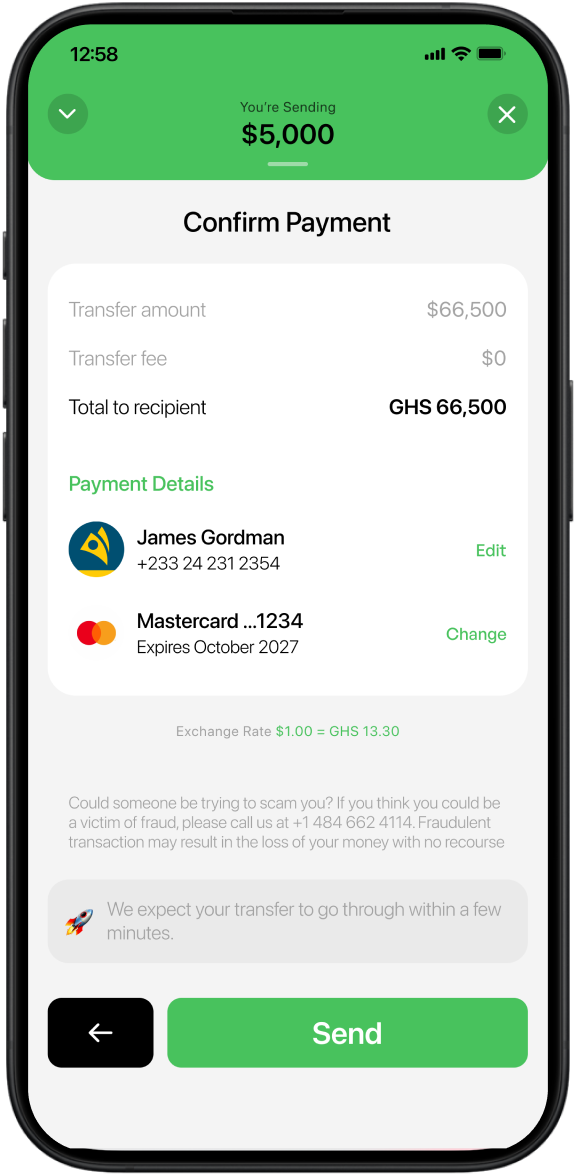 12:58
You're Sending
$5,000
Confirm Payment
Transfer amount $66,500
Transfer fee $0
Total to recipient GHS 66,500
Payment Details
James Gordman
+233 24 231 2354
Edit
Mastercard ...1234
Expires October 2027
Change
Exchange Rate $1.00 = GHS 13.30
Could someone be trying to scam you? If you think you could be
a victim of fraud, please call us at +1 484 662 4114. Fraudulent
transaction may result in the loss of your money with no recourse
We expect your transfer to go through within a few
minutes.
Send